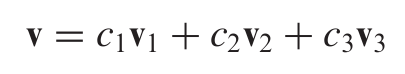 v = c₁v₁ + c₂v₂ + c₃v₃